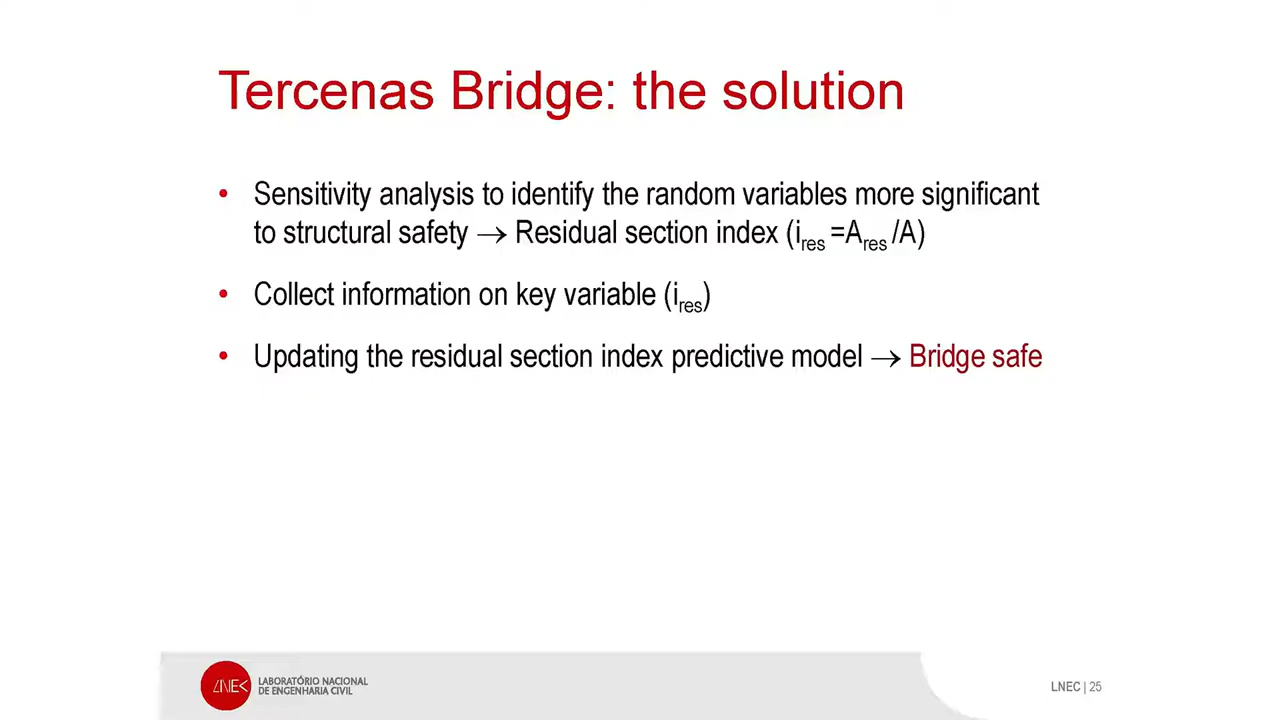 Tercenas Bridge: the solution
• Sensitivity analysis to identify the random variables more significant
to structural safety → Residual section index (ires =Ares /A)
• Collect information on key variable (ires)
• Updating the residual section index predictive model → Bridge safe
LNEC
LABORATÓRIO NACIONAL
DE ENGENHARIA CIVIL
LNEC | 25